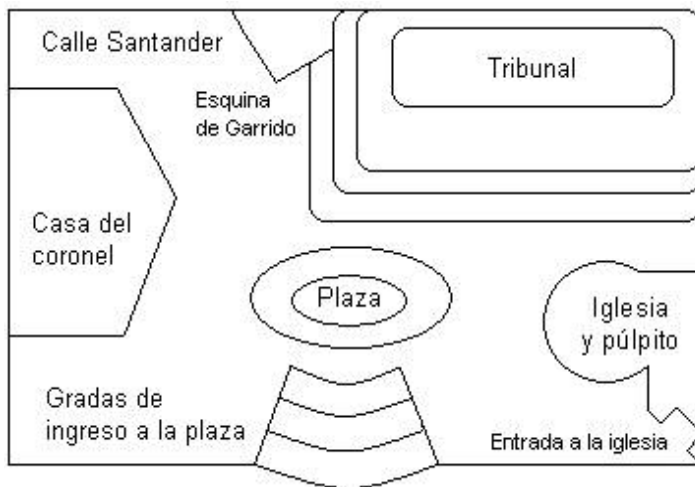 Calle Santander
Tribunal
Esquina
de Garrido
Casa del
coronel
Plaza
Iglesia
y púlpito
Gradas de
ingreso a la plaza
Entrada a la iglesia